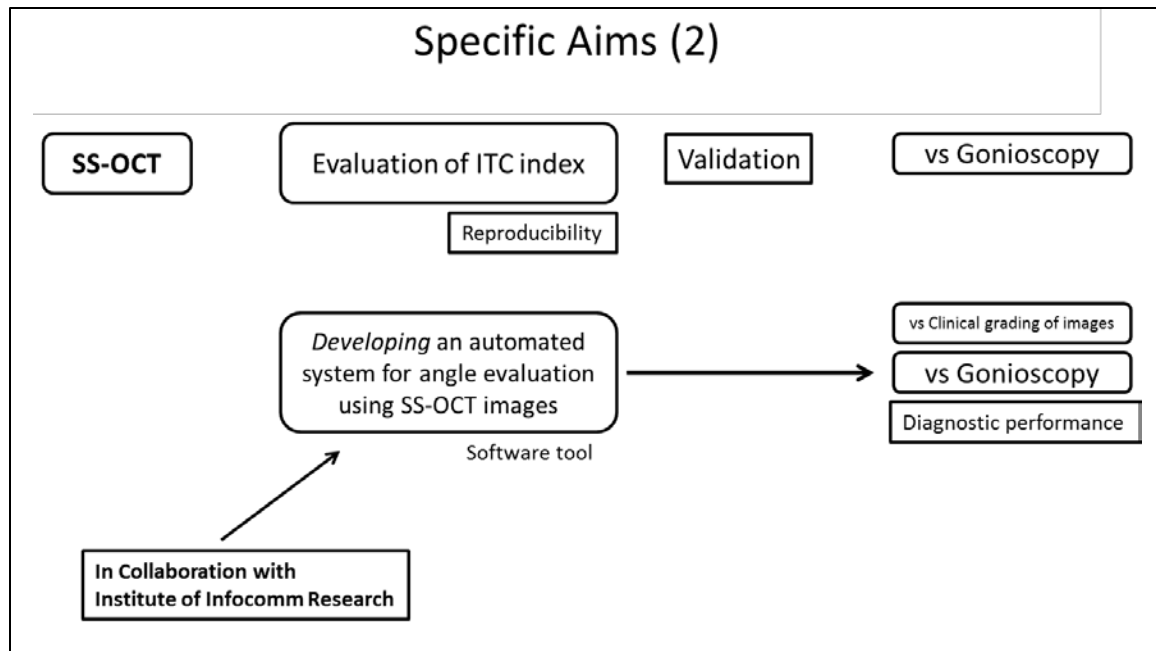 Specific Aims (2)
SS-OCT
Evaluation of ITC index
Validation
vs Gonioscopy
Reproducibility
Developing an automated
system for angle evaluation
using SS-OCT images
Software tool
vs Clinical grading of images
vs Gonioscopy
Diagnostic performance
In Collaboration with
Institute of Infocomm Research